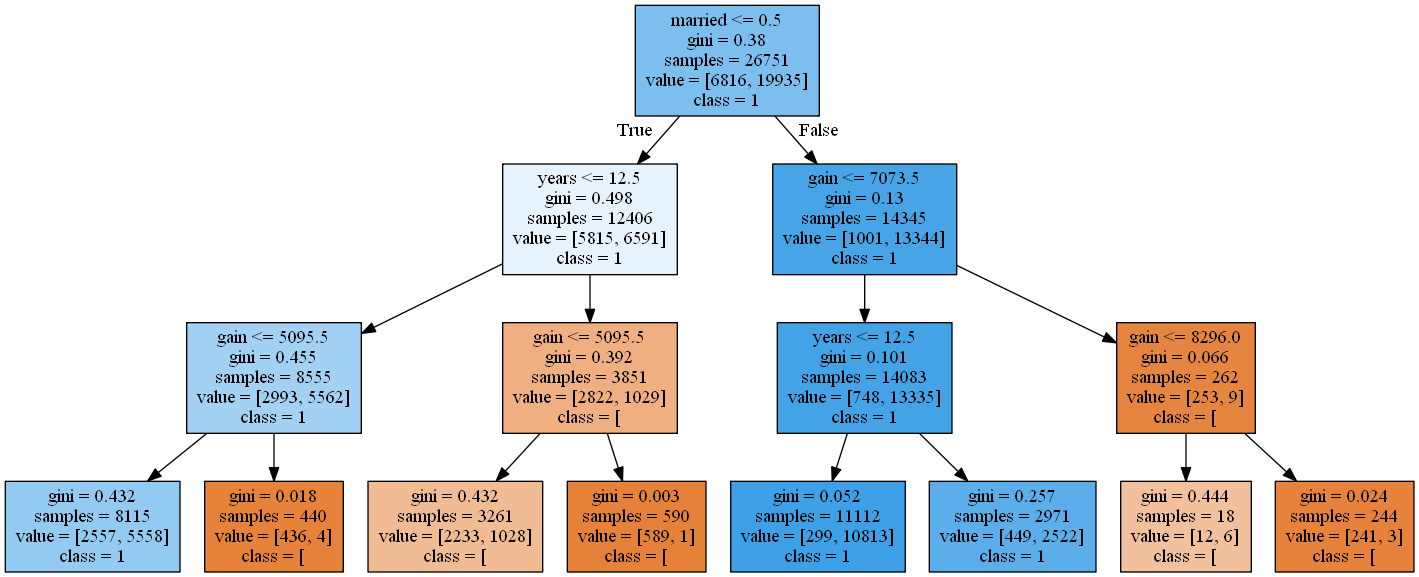 married <= 0.5
gini = 0.38
samples = 26751
value = [6816, 19935]
class = 1
True
False
years <= 12.5
gini = 0.498
samples = 12406
value = [5815, 6591]
class = 1
gain <= 7073.5
gini = 0.13
samples = 14345
value = [1001, 13344]
class = 1
gain <= 5095.5
gini = 0.455
samples = 8555
value = [2993, 5562]
class = 1
gain <= 5095.5
gini = 0.392
samples = 3851
value = [2822, 1029]
class = [
years <= 12.5
gini = 0.101
samples = 14083
value = [748, 13335]
class = 1
gain <= 8296.0
gini = 0.066
samples = 262
value = [253, 9]
class = [
gini = 0.432
samples = 8115
value = [2557, 5558]
class = 1
gini = 0.018
samples = 440
value = [436, 4]
class = [
gini = 0.432
samples = 3261
value = [2233, 1028]
class = [
gini = 0.003
samples = 590
value = [589, 1]
class = [
gini = 0.052
samples = 11112
value = [299, 10813]
class = 1
gini = 0.257
samples = 2971
value = [449, 2522]
class = 1
gini = 0.444
samples = 18
value = [12, 6]
class = [
gini = 0.024
samples = 244
value = [241, 3]
class = [